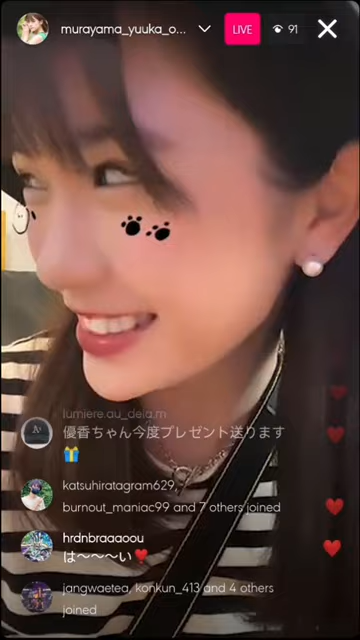 murayama_yuuka_o...
LIVE
91
lumiere.au_dela.m
優香ちゃん今度プレゼント送ります
🎁
katsuhiratagram629,
burnout_maniac99 and 7 others joined
hrdnbraaoou
は〜〜〜い❤️
jangwaetea, konkun_413 and 4 others
joined